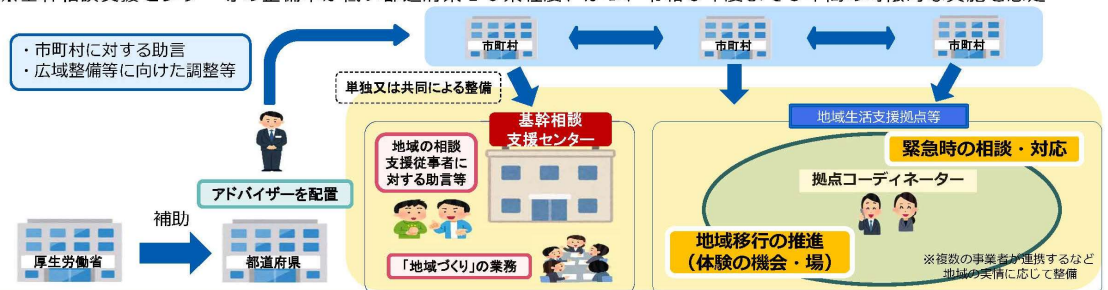 ・市町村に対する助言
・広域整備等に向けた調整等
市町村
市町村
市町村
単独又は共同による整備
基幹相談
支援センター
地域の相談
支援従事者に
対する助言等
「地域づくり」の業務
地域生活支援拠点等
緊急時の相談・対応
拠点コーディネーター
地域移行の推進
（体験の機会・場）
※複数の事業者が連携するなど
地域の実情に応じて整備
アドバイザーを配置
厚生労働省
補助
都道府県